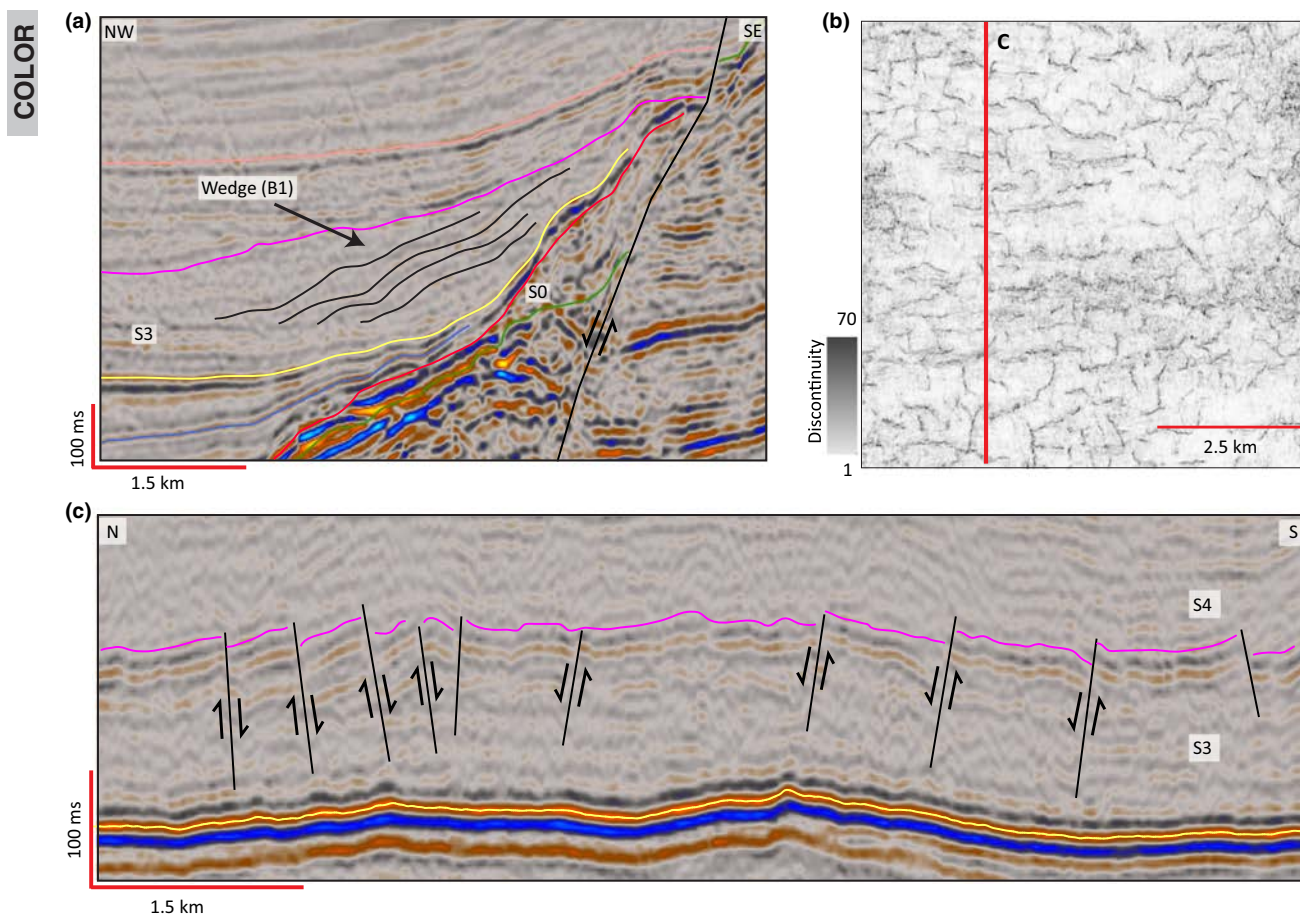 COLOR
(a)
NW
SE
Wedge (B1)
S0
S3
100 ms
1.5 km
(b)
C
70
Discontinuity
1
2.5 km
(c)
N
S
S4
S3
100 ms
1.5 km